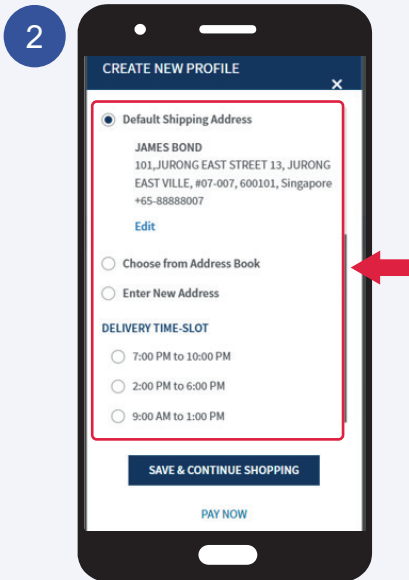 2
CREATE NEW PROFILE
×
Default Shipping Address
JAMES BOND
101,JURONG EAST STREET 13, JURONG
EAST VILLE, #07-007, 600101, Singapore
+65-88888007
Edit
Choose from Address Book
Enter New Address
DELIVERY TIME-SLOT
7:00 PM to 10:00 PM
2:00 PM to 6:00 PM
9:00 AM to 1:00 PM
SAVE & CONTINUE SHOPPING
PAY NOW